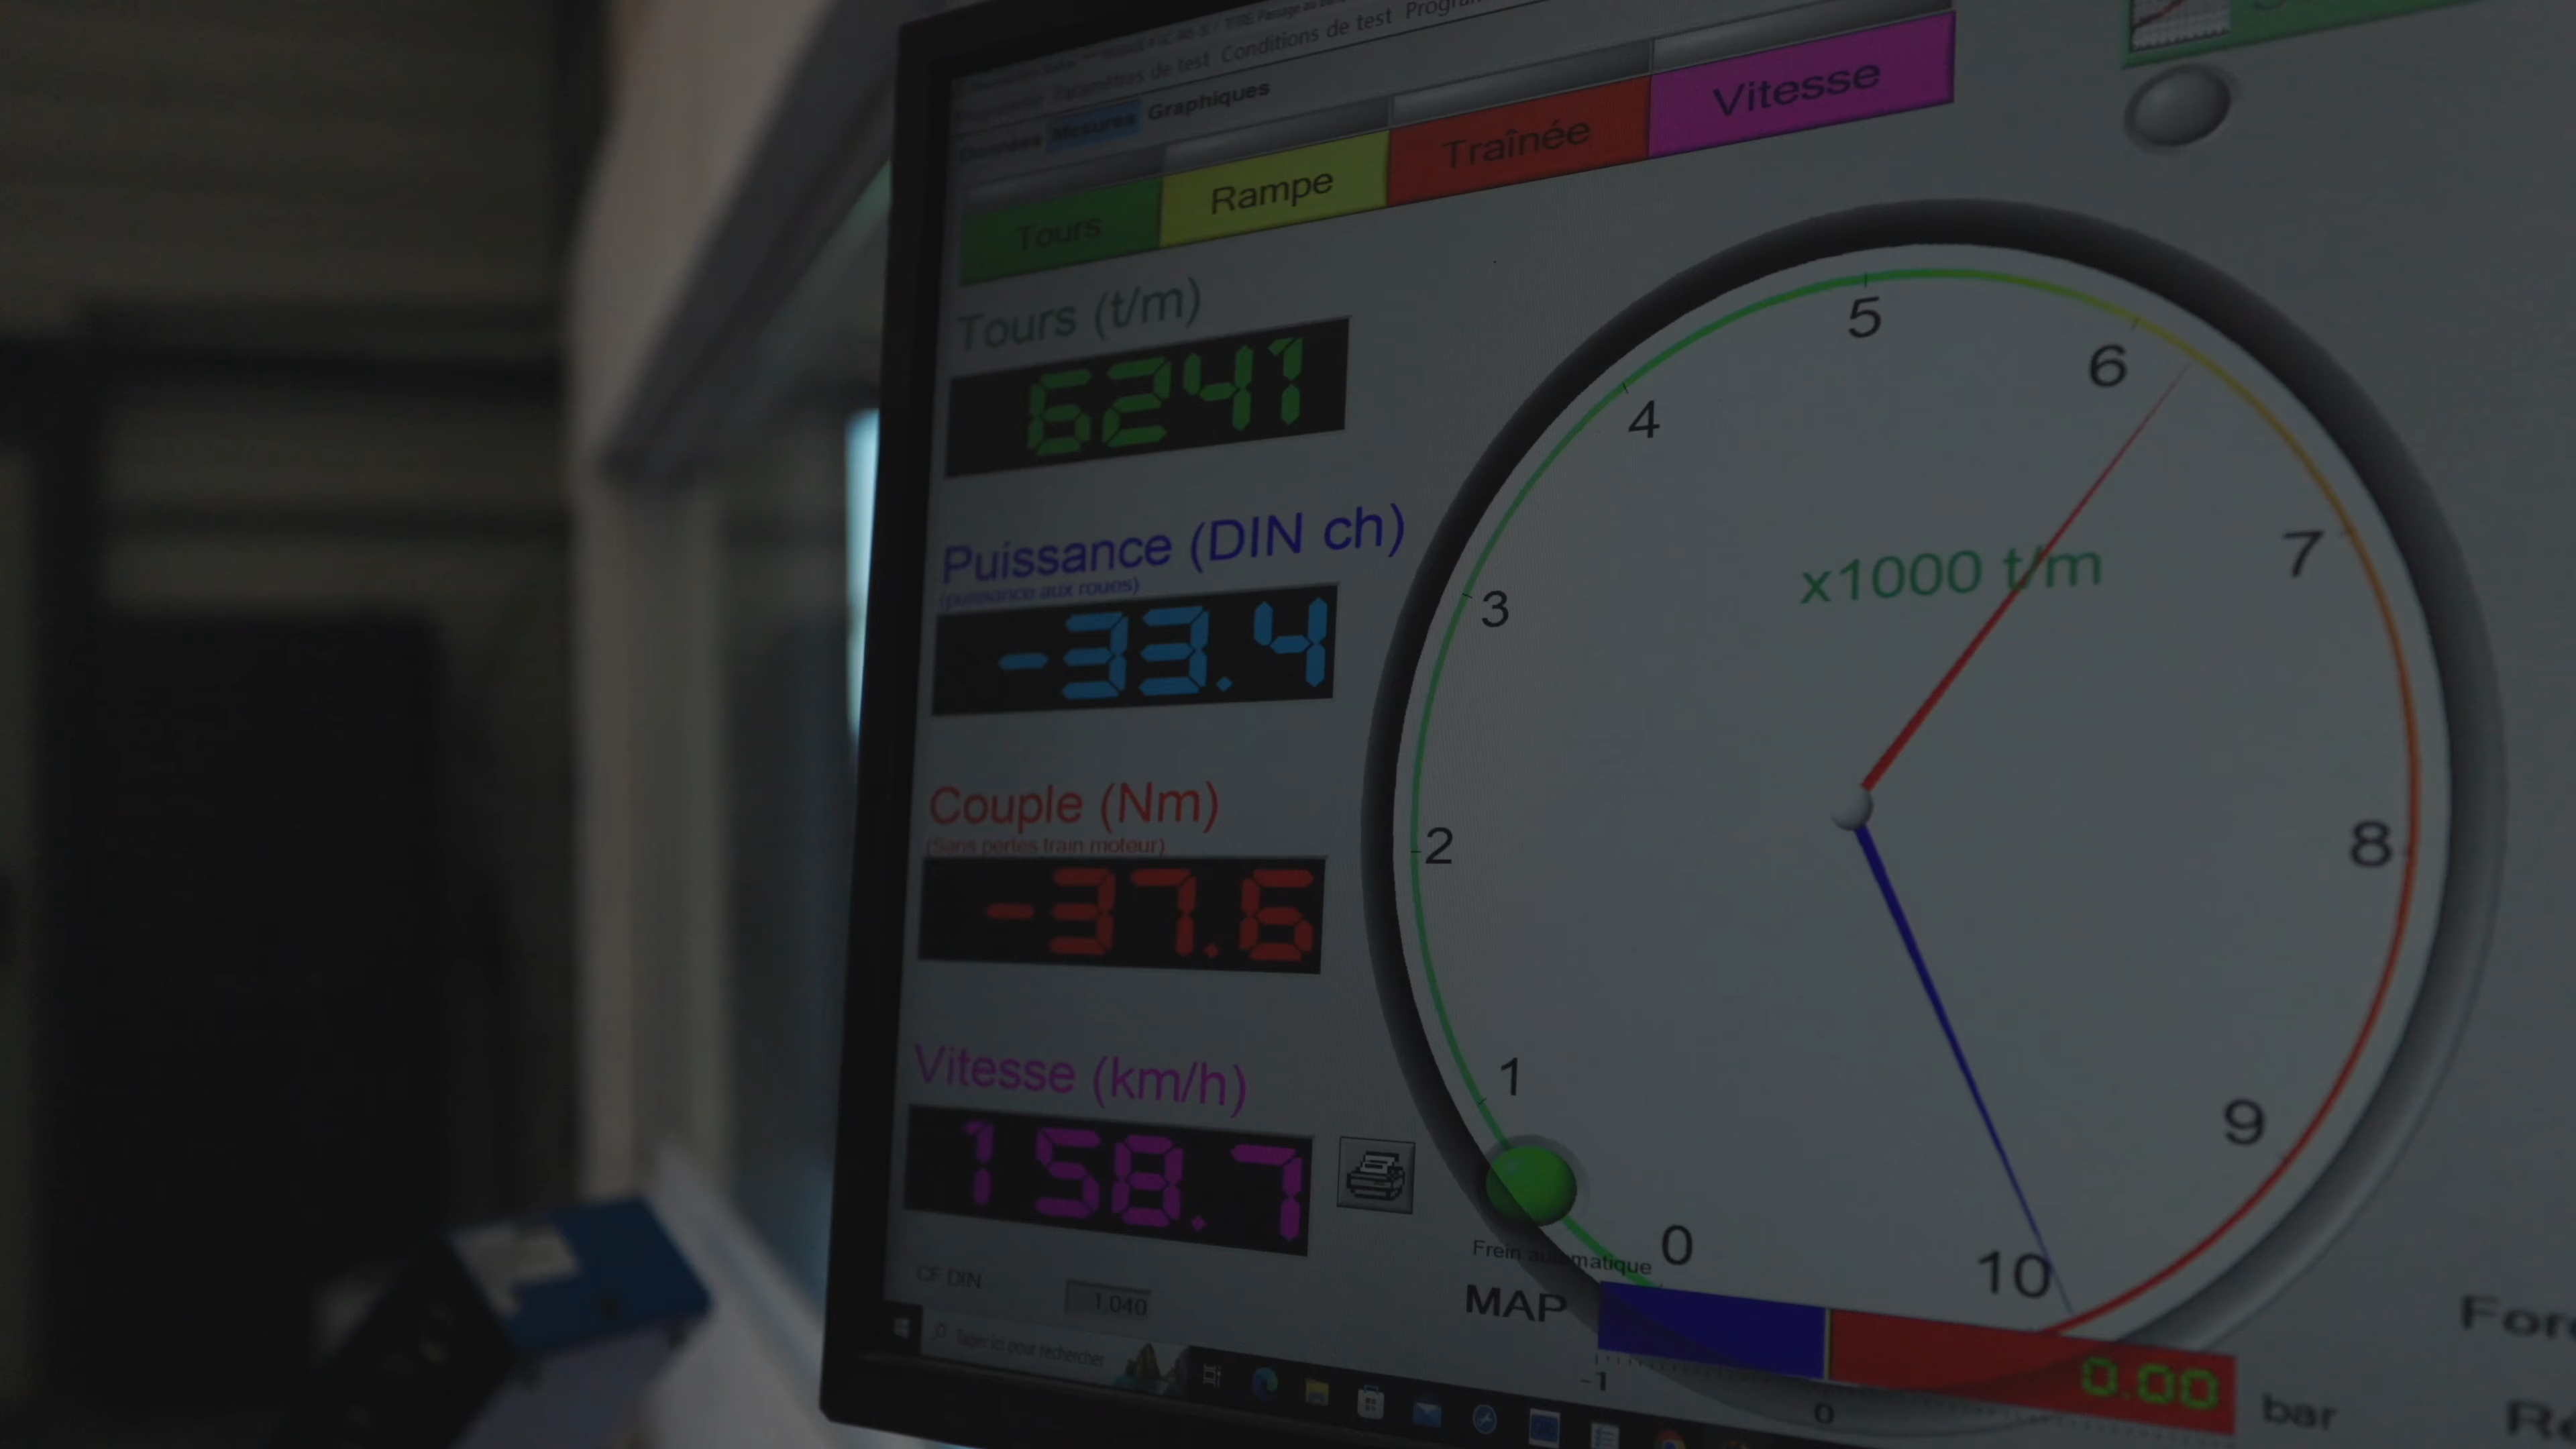 Paramètres de test Conditions de test
Données Mesures Graphiques
Tours Rampe Traînée Vitesse
Tours (t/m)
6241
Puissance (DIN ch)
(puissance aux roues)
-33.4
Couple (Nm)
(Sans pertes train moteur)
-37.6
Vitesse (km/h)
158.7
CF DIN 1.040
0 1 2 3 4 5 6 7 8 9 10
x1000 t/m
Frein automatique
MAP
-1 0
0.00 bar
Taper ici pour rechercher